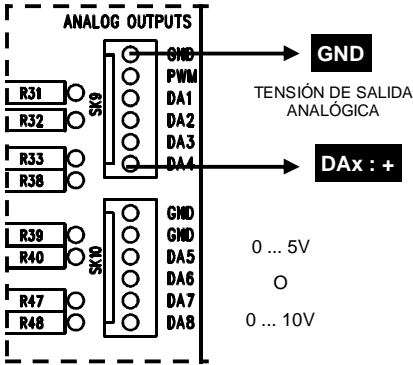 ANALOG OUTPUTS
GND
PWM
DA1
DA2
DA3
DA4
SK9
R31
R32
R33
R38
GND
GND
DA5
DA6
DA7
DA8
SK10
R39
R40
R47
R48
GND
TENSIÓN DE SALIDA
ANALÓGICA
DAx : +
0 ... 5V
O
0 ... 10V